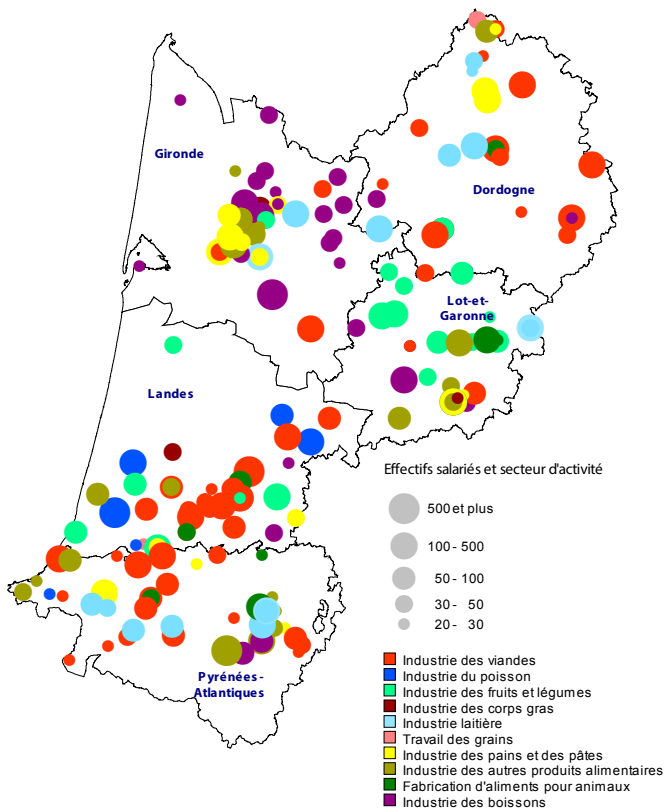 Gironde
Dordogne
Lot-et-
Garonne
Landes
Effectifs salariés et secteur d'activité
500 et plus
100 - 500
50 - 100
30 - 50
20 - 30
Pyrénées -
Atlantiques
Industrie des viandes
Industrie du poisson
Industrie des fruits et légumes
Industrie des corps gras
Industrie laitière
Travail des grains
Industrie des pains et des pâtes
Industrie des autres produits alimentaires
Fabrication d'aliments pour animaux
Industrie des boissons